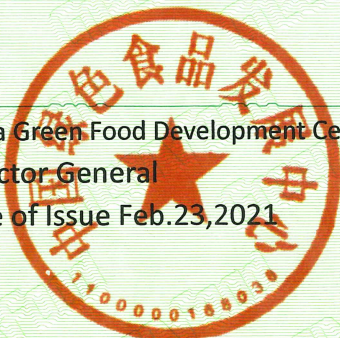 中国绿色食品发展中心
a Green Food Development Ce
ctor General
e of Issue Feb.23,2021